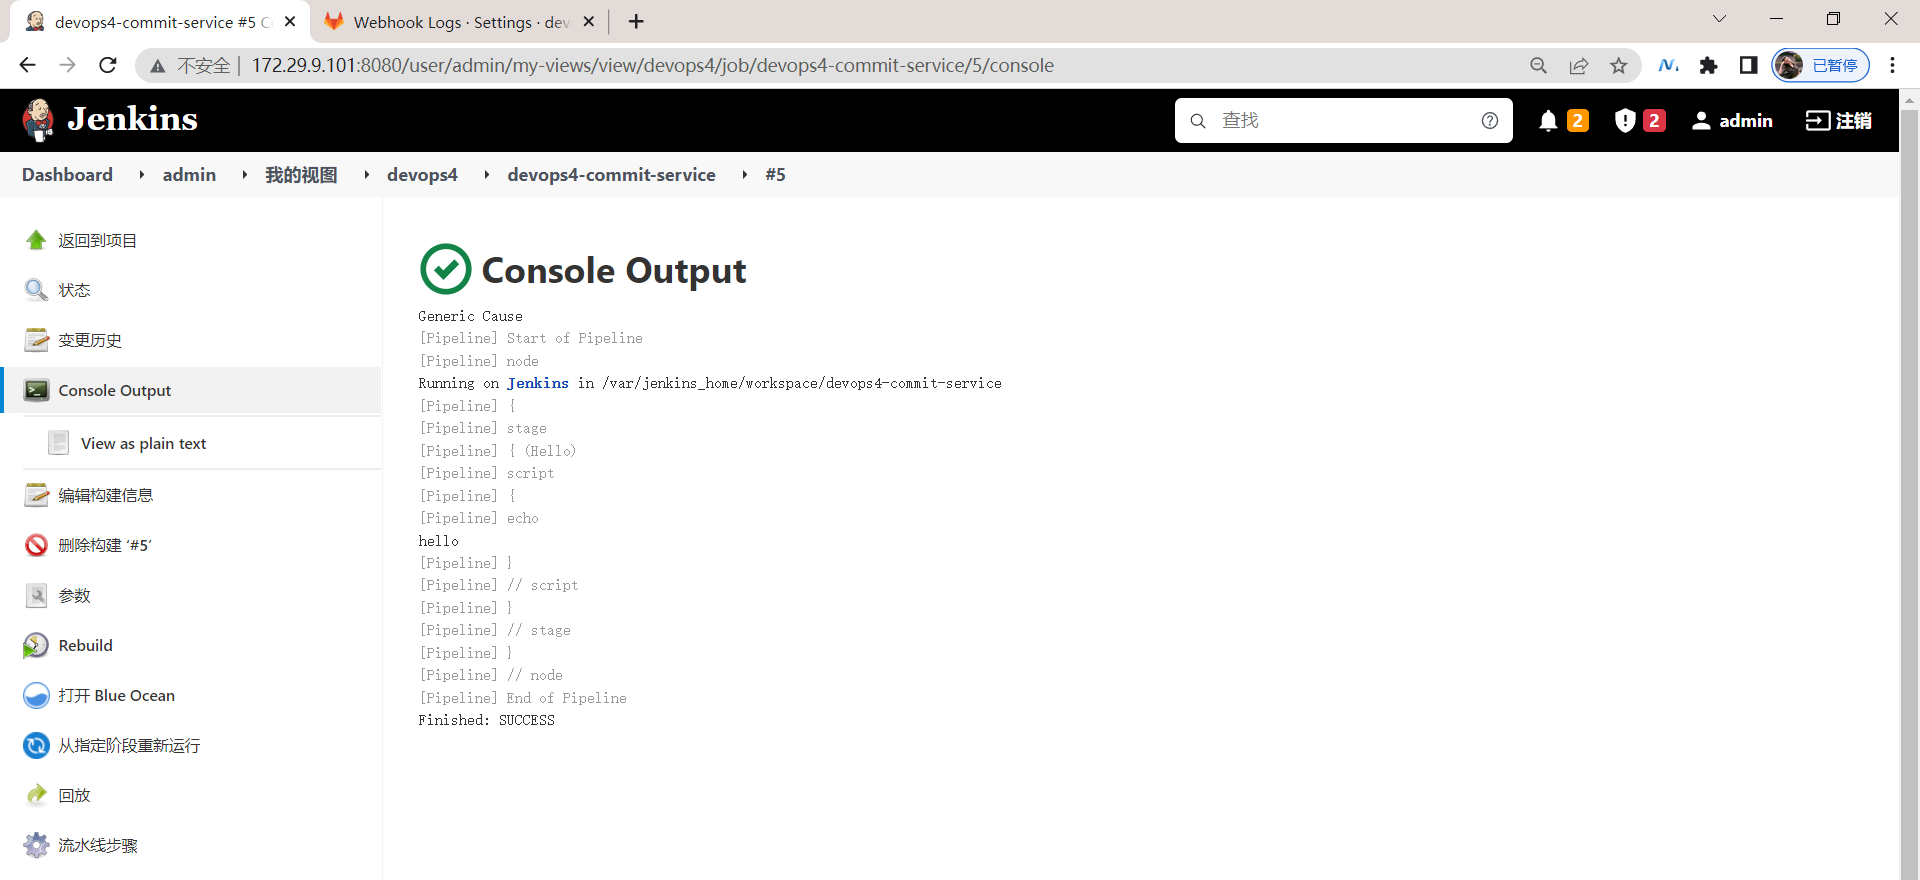 devops4-commit-service #5 C
Webhook Logs · Settings · dev
不安全 | 172.29.9.101:8080/user/admin/my-views/view/devops4/job/devops4-commit-service/5/console
已暂停
Jenkins
查找
2
2
admin
注销
Dashboard
admin
我的视图
devops4
devops4-commit-service
#5
返回到项目
状态
变更历史
Console Output
View as plain text
编辑构建信息
删除构建 ‘#5’
参数
Rebuild
打开 Blue Ocean
从指定阶段重新运行
回放
流水线步骤
Console Output
Generic Cause
[Pipeline] Start of Pipeline
[Pipeline] node
Running on Jenkins in /var/jenkins_home/workspace/devops4-commit-service
[Pipeline] {
[Pipeline] stage
[Pipeline] { (Hello)
[Pipeline] script
[Pipeline] {
[Pipeline] echo
hello
[Pipeline] }
[Pipeline] // script
[Pipeline] }
[Pipeline] // stage
[Pipeline] }
[Pipeline] // node
[Pipeline] End of Pipeline
Finished: SUCCESS